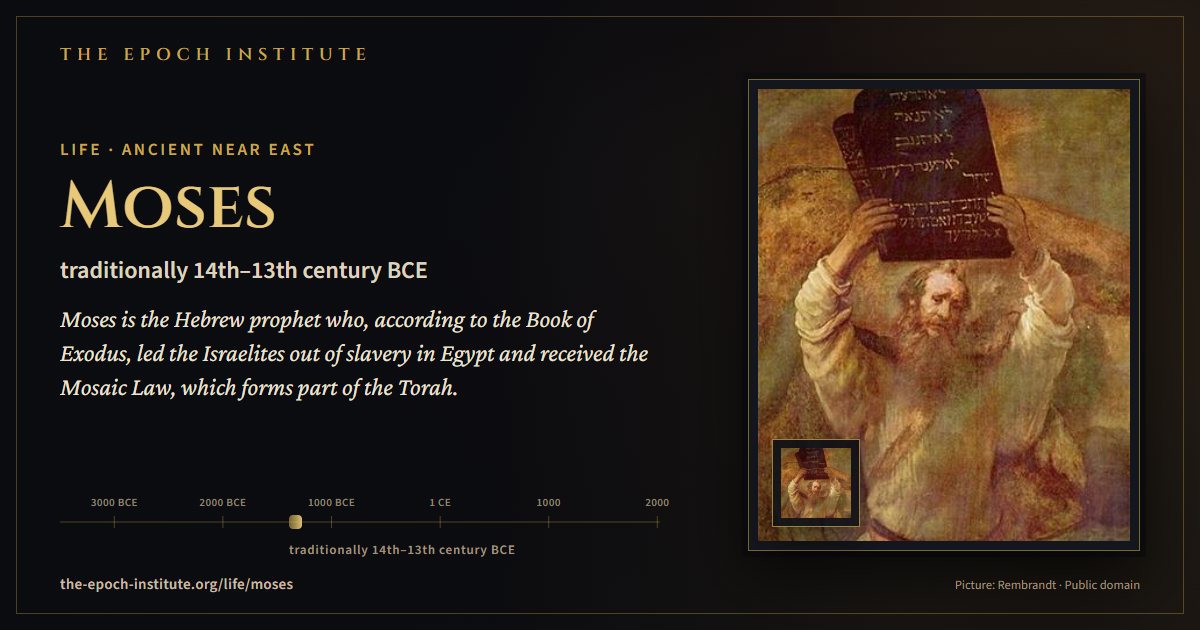 THE EPOCH INSTITUTE
LIFE · ANCIENT NEAR EAST
MOSES
traditionally 14th–13th century BCE
Moses is the Hebrew prophet who, according to the Book of
Exodus, led the Israelites out of slavery in Egypt and received the
Mosaic Law, which forms part of the Torah.
3000 BCE 2000 BCE 1000 BCE 1 CE 1000 2000
traditionally 14th–13th century BCE
the-epoch-institute.org/life/moses
Picture: Rembrandt · Public domain